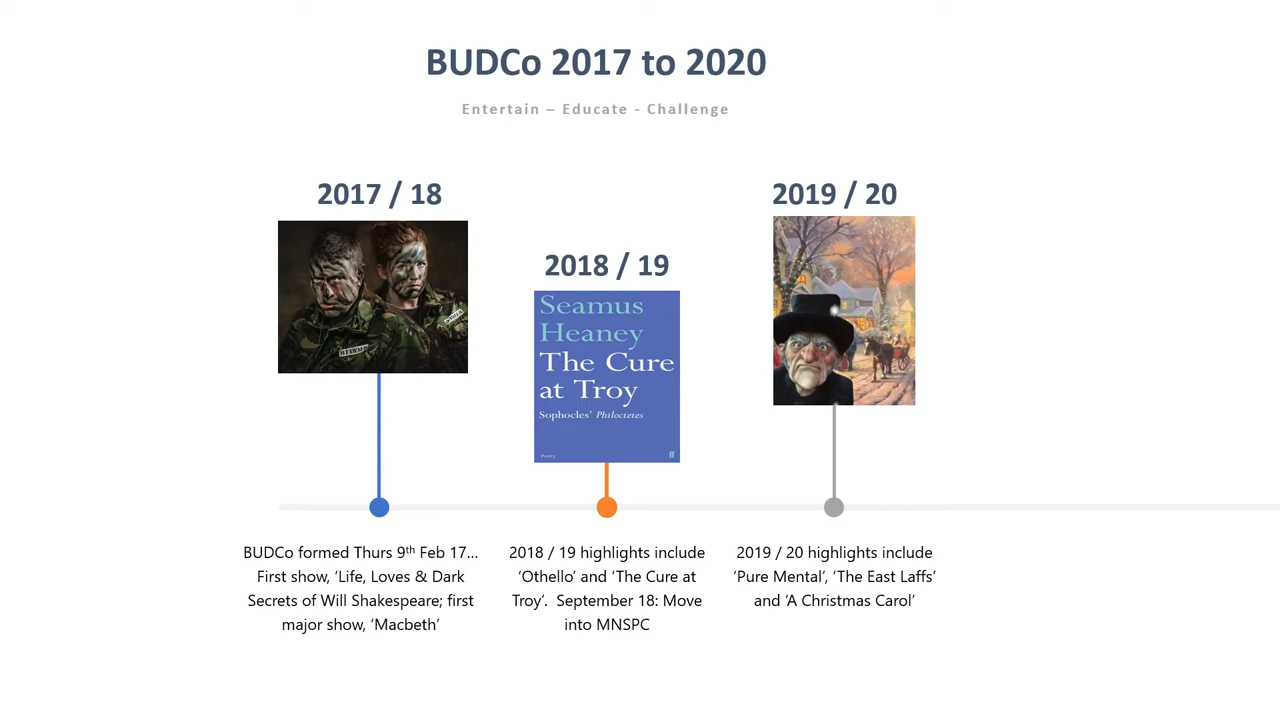 BUDCo 2017 to 2020
Entertain – Educate - Challenge
2017 / 18
2018 / 19
2019 / 20
Seamus
Heaney
The Cure
at Troy
Sophocles' Philoctetes
Poetry
ff
BUDCo formed Thurs 9th Feb 17...
First show, ‘Life, Loves & Dark
Secrets of Will Shakespeare; first
major show, ‘Macbeth’
2018 / 19 highlights include
‘Othello’ and ‘The Cure at
Troy’.  September 18: Move
into MNSPC
2019 / 20 highlights include
‘Pure Mental’, ‘The East Laffs’
and ‘A Christmas Carol’